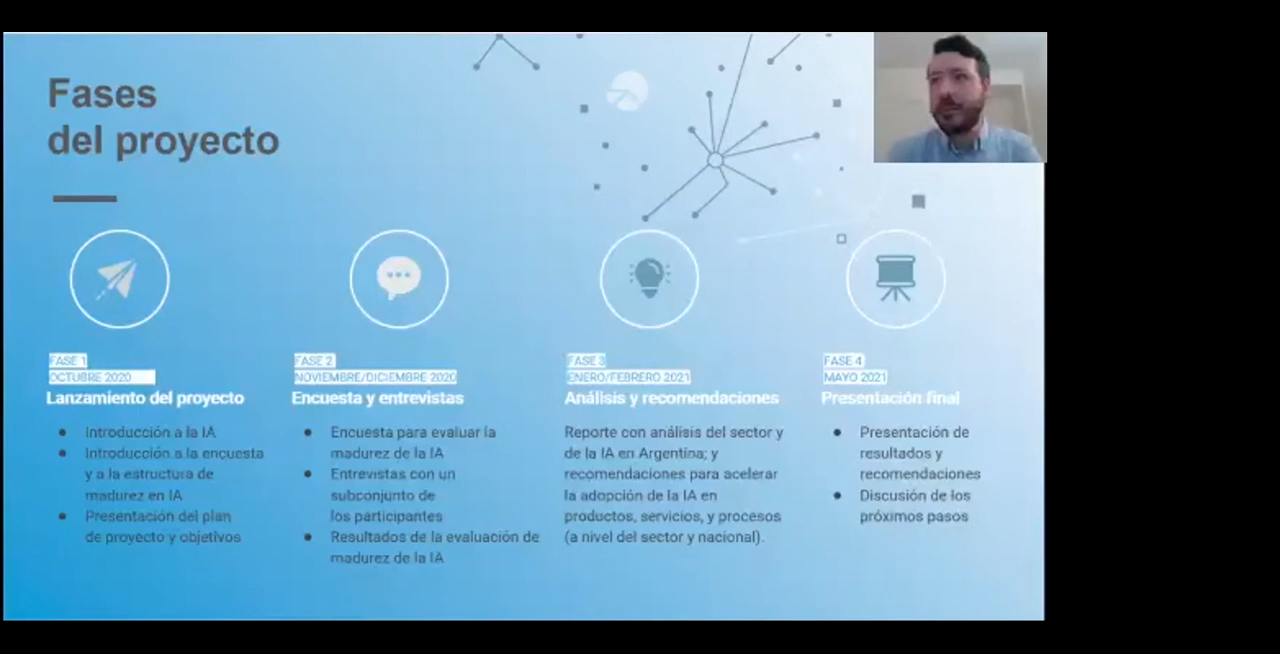 Fases
del proyecto
FASE 1
OCTUBRE 2020
Lanzamiento del proyecto
● Introducción a la IA
● Introducción a la encuesta
y a la estructura de
madurez en IA
● Presentación del plan
de proyecto y objetivos
FASE 2
NOVIEMBRE/DICIEMBRE 2020
Encuesta y entrevistas
● Encuesta para evaluar la
madurez de la IA
● Entrevistas con un
subconjunto de
los participantes
● Resultados de la evaluación de
madurez de la IA
FASE 3
ENERO/FEBRERO 2021
Análisis y recomendaciones
Reporte con análisis del sector y
de la IA en Argentina; y
recomendaciones para acelerar
la adopción de la IA en
productos, servicios, y procesos
(a nivel del sector y nacional).
FASE 4
MAYO 2021
Presentación final
● Presentación de
resultados y
recomendaciones
● Discusión de los
próximos pasos